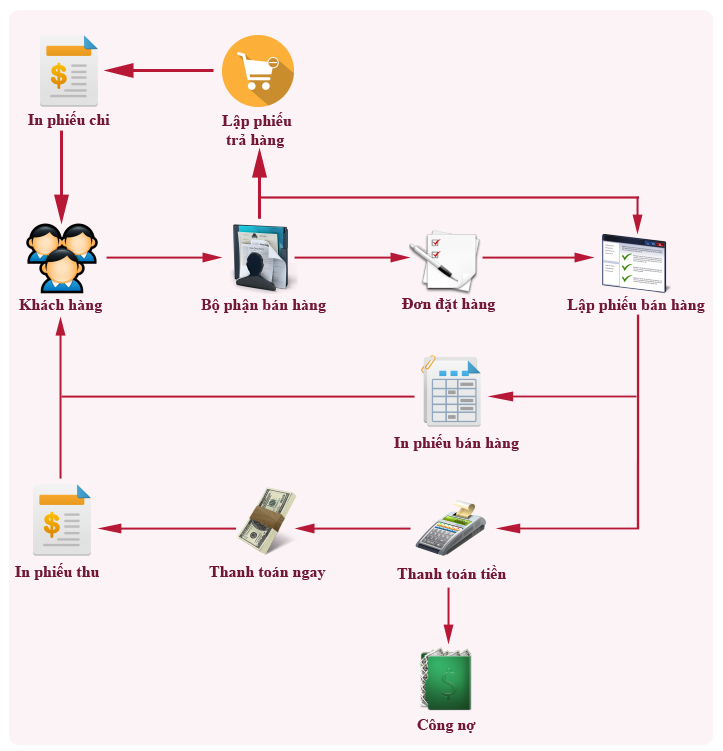 In phiếu chi
Lập phiếu
trả hàng
Khách hàng
Bộ phận bán hàng
Đơn đặt hàng
Lập phiếu bán hàng
In phiếu bán hàng
In phiếu thu
Thanh toán ngay
Thanh toán tiền
Công nợ